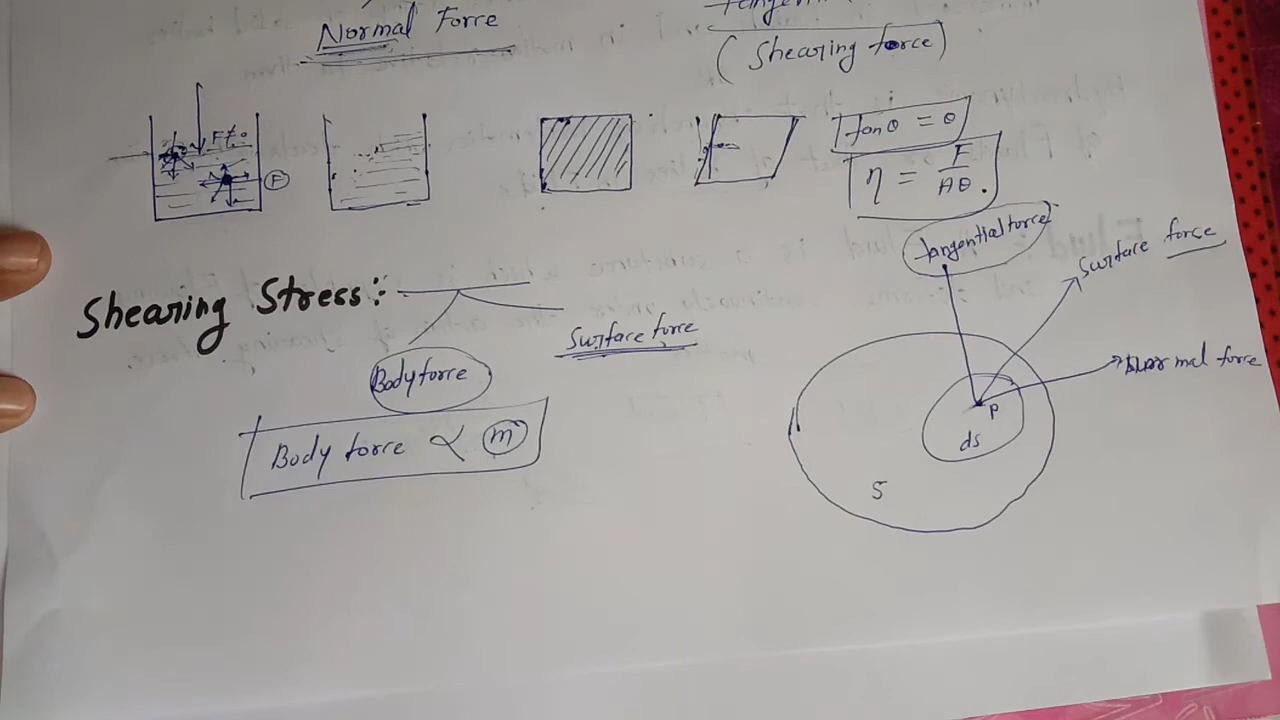 Normal Force
(Shearing force)
F≠0
F
tanθ = θ
η = F/Aθ.
tangential force
Surface force
Shearing Stress:-
Surface force
Body force
Normal force
Body force ∝ m
P
ds
S